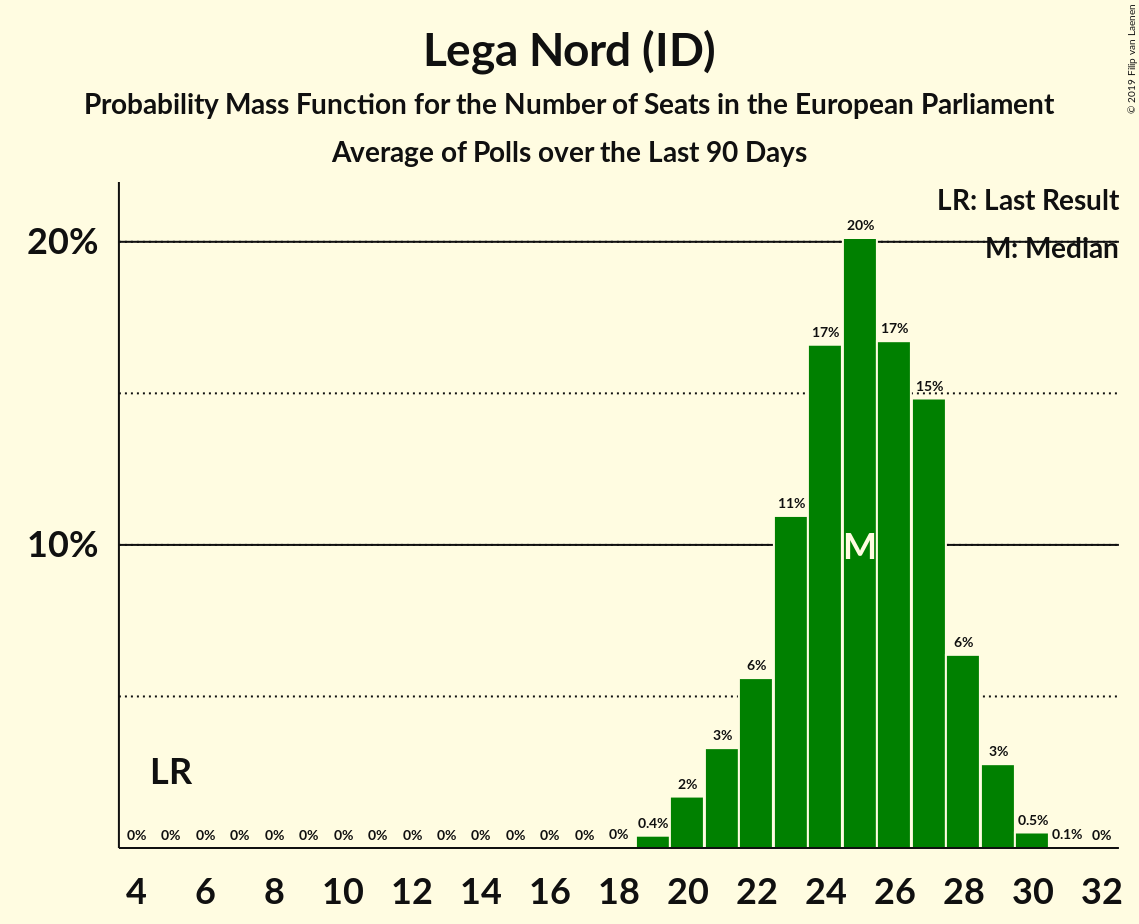 Lega Nord (ID)
Probability Mass Function for the Number of Seats in the European Parliament
Average of Polls over the Last 90 Days
© 2019 Filip van Laenen
LR: Last Result
M: Median
20%
10%
0% 0% 0% 0% 0% 0% 0% 0% 0% 0% 0% 0% 0% 0% 0% 0.4% 2% 3% 6% 11% 17% 20% 17% 15% 6% 3% 0.5% 0.1% 0%
M
LR
4 6 8 10 12 14 16 18 20 22 24 26 28 30 32